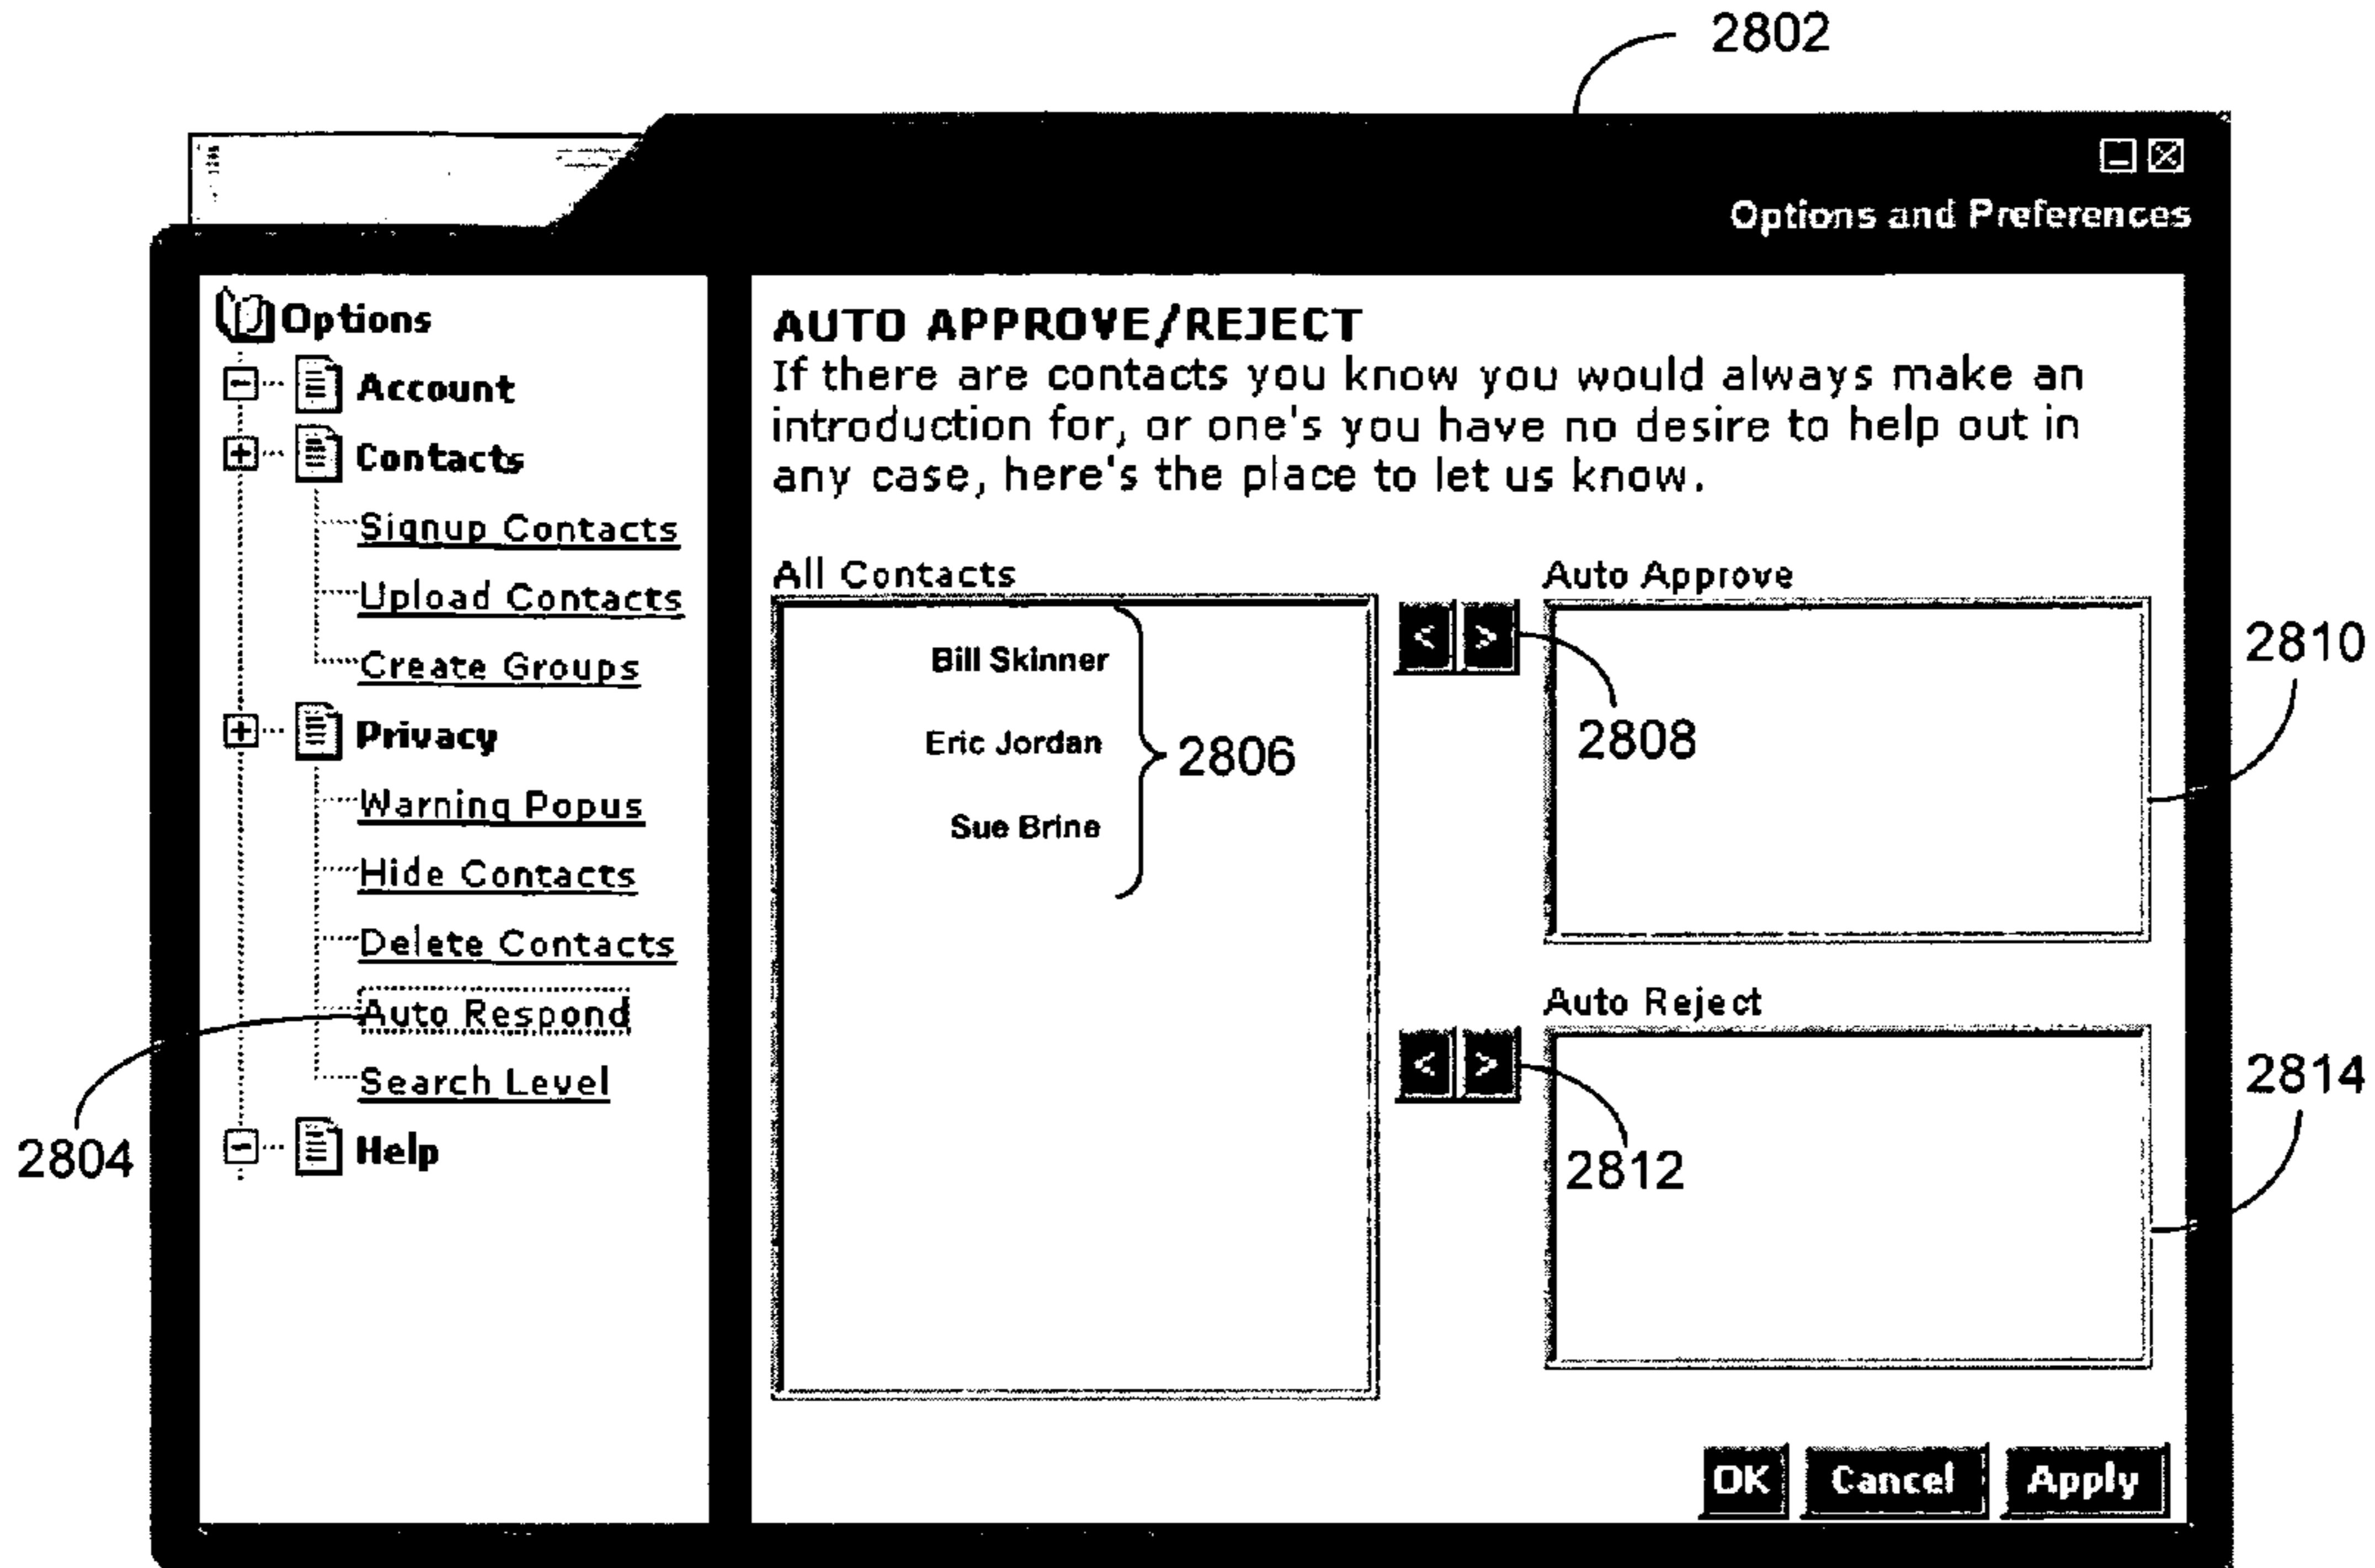 2802
Options and Preferences
Options
Account
Contacts
Signup Contacts
Upload Contacts
Create Groups
Privacy
Warning Popus
Hide Contacts
Delete Contacts
Auto Respond
Search Level
Help
2804
AUTO APPROVE/REJECT
If there are contacts you know you would always make an
introduction for, or one's you have no desire to help out in
any case, here's the place to let us know.
All Contacts
Bill Skinner
Eric Jordan
Sue Brine
2806
< >
2808
Auto Approve
2810
< >
2812
Auto Reject
2814
OK Cancel Apply